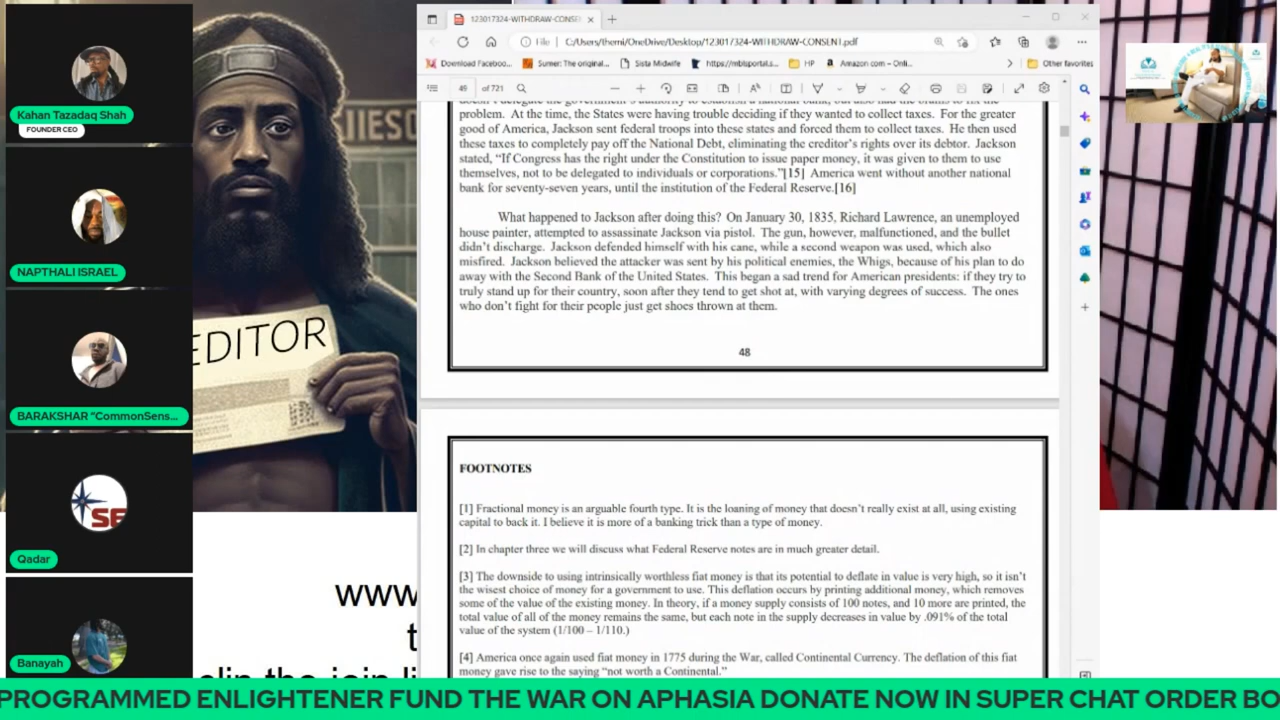 Kahan Tazadaq Shah
FOUNDER CEO
NAPTHALI ISRAEL
BARAKSHAR "CommonSens...
Qadar
SE
Banayah
EDITOR
www
123017324-WITHDRAW-CONSE
File
C:/Users/themi/OneDrive/Desktop/123017324-WITHDRAW-CONSENT.pdf
Download Faceboo...
Sumer: The original...
Sista Midwife
https://mblsportal.s...
HP
Amazon.com – Onli...
Other favorites
49 of 721
doesn't delegate the government's authority to establish a national bank, but also had the brains to fix the
problem. At the time, the States were having trouble deciding if they wanted to collect taxes. For the greater
good of America, Jackson sent federal troops into these states and forced them to collect taxes. He then used
these taxes to completely pay off the National Debt, eliminating the creditor's rights over its debtor. Jackson
stated, "If Congress has the right under the Constitution to issue paper money, it was given to them to use
themselves, not to be delegated to individuals or corporations."[15] America went without another national
bank for seventy-seven years, until the institution of the Federal Reserve.[16]
What happened to Jackson after doing this? On January 30, 1835, Richard Lawrence, an unemployed
house painter, attempted to assassinate Jackson via pistol. The gun, however, malfunctioned, and the bullet
didn't discharge. Jackson defended himself with his cane, while a second weapon was used, which also
misfired. Jackson believed the attacker was sent by his political enemies, the Whigs, because of his plan to do
away with the Second Bank of the United States. This began a sad trend for American presidents: if they try to
truly stand up for their country, soon after they tend to get shot at, with varying degrees of success. The ones
who don't fight for their people just get shoes thrown at them.
48
FOOTNOTES
[1] Fractional money is an arguable fourth type. It is the loaning of money that doesn't really exist at all, using existing
capital to back it. I believe it is more of a banking trick than a type of money.
[2] In chapter three we will discuss what Federal Reserve notes are in much greater detail.
[3] The downside to using intrinsically worthless fiat money is that its potential to deflate in value is very high, so it isn't
the wisest choice of money for a government to use. This deflation occurs by printing additional money, which removes
some of the value of the existing money. In theory, if a money supply consists of 100 notes, and 10 more are printed, the
total value of all of the money remains the same, but each note in the supply decreases in value by .091% of the total
value of the system (1/100 – 1/110.)
[4] America once again used fiat money in 1775 during the War, called Continental Currency. The deflation of this fiat
money gave rise to the saying "not worth a Continental."
PROGRAMMED ENLIGHTENER FUND THE WAR ON APHASIA DONATE NOW IN SUPER CHAT ORDER BO